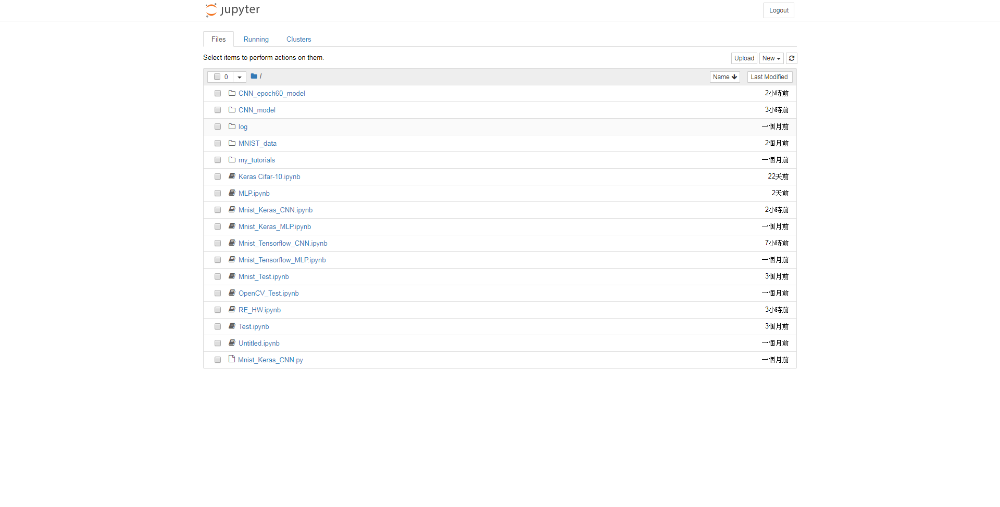 jupyter
Logout
Files Running Clusters
Select items to perform actions on them.
Upload New
0 / Name Last Modified
CNN_epoch60_model 2小時前
CNN_model 3小時前
log 一個月前
MNIST_data 2個月前
my_tutorials 一個月前
Keras Cifar-10.ipynb 22天前
MLP.ipynb 2天前
Mnist_Keras_CNN.ipynb 2小時前
Mnist_Keras_MLP.ipynb 一個月前
Mnist_Tensorflow_CNN.ipynb 7小時前
Mnist_Tensorflow_MLP.ipynb 一個月前
Mnist_Test.ipynb 3個月前
OpenCV_Test.ipynb 一個月前
RE_HW.ipynb 3小時前
Test.ipynb 3個月前
Untitled.ipynb 一個月前
Mnist_Keras_CNN.py 一個月前